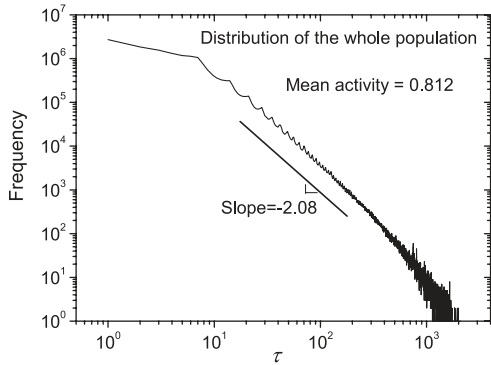 Distribution of the whole population
Mean activity = 0.812
Slope=-2.08
Frequency
10^7
10^6
10^5
10^4
10^3
10^2
10^1
10^0
10^0
10^1
10^2
10^3
τ